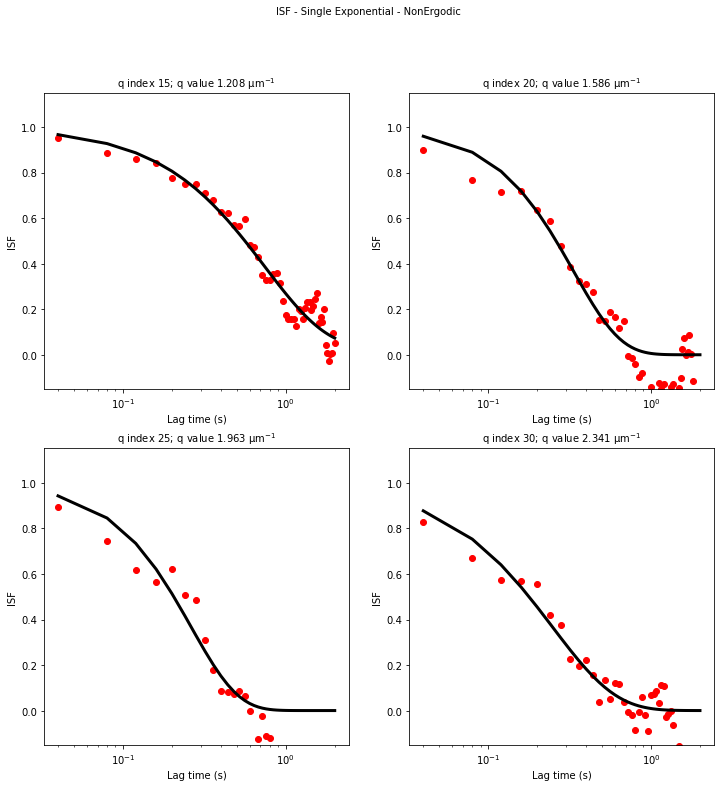 ISF - Single Exponential - NonErgodic
q index 15; q value 1.208 μm⁻¹
q index 20; q value 1.586 μm⁻¹
1.0
0.8
0.6
0.4
0.2
0.0
ISF
10⁻¹
10⁰
Lag time (s)
1.0
0.8
0.6
0.4
0.2
0.0
ISF
10⁻¹
10⁰
Lag time (s)
q index 25; q value 1.963 μm⁻¹
q index 30; q value 2.341 μm⁻¹
1.0
0.8
0.6
0.4
0.2
0.0
ISF
10⁻¹
10⁰
Lag time (s)
1.0
0.8
0.6
0.4
0.2
0.0
ISF
10⁻¹
10⁰
Lag time (s)